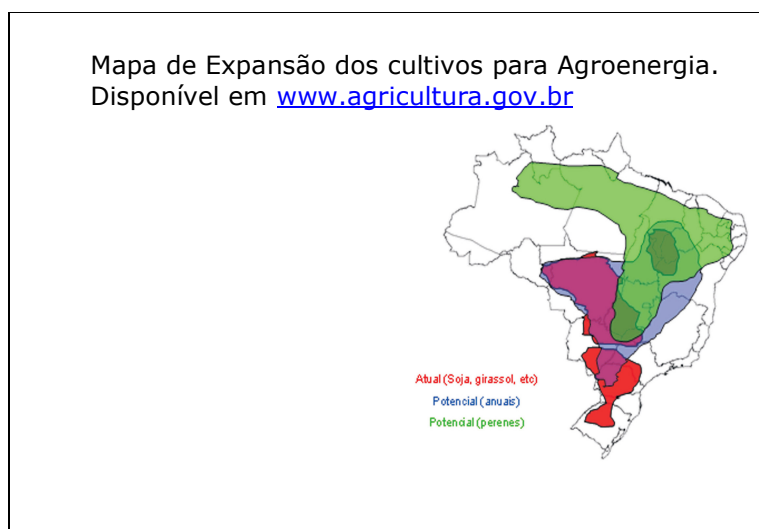 Mapa de Expansão dos cultivos para Agroenergia.
Disponível em www.agricultura.gov.br
Atual (Soja, girassol, etc)
Potencial (anuais)
Potencial (perenes)